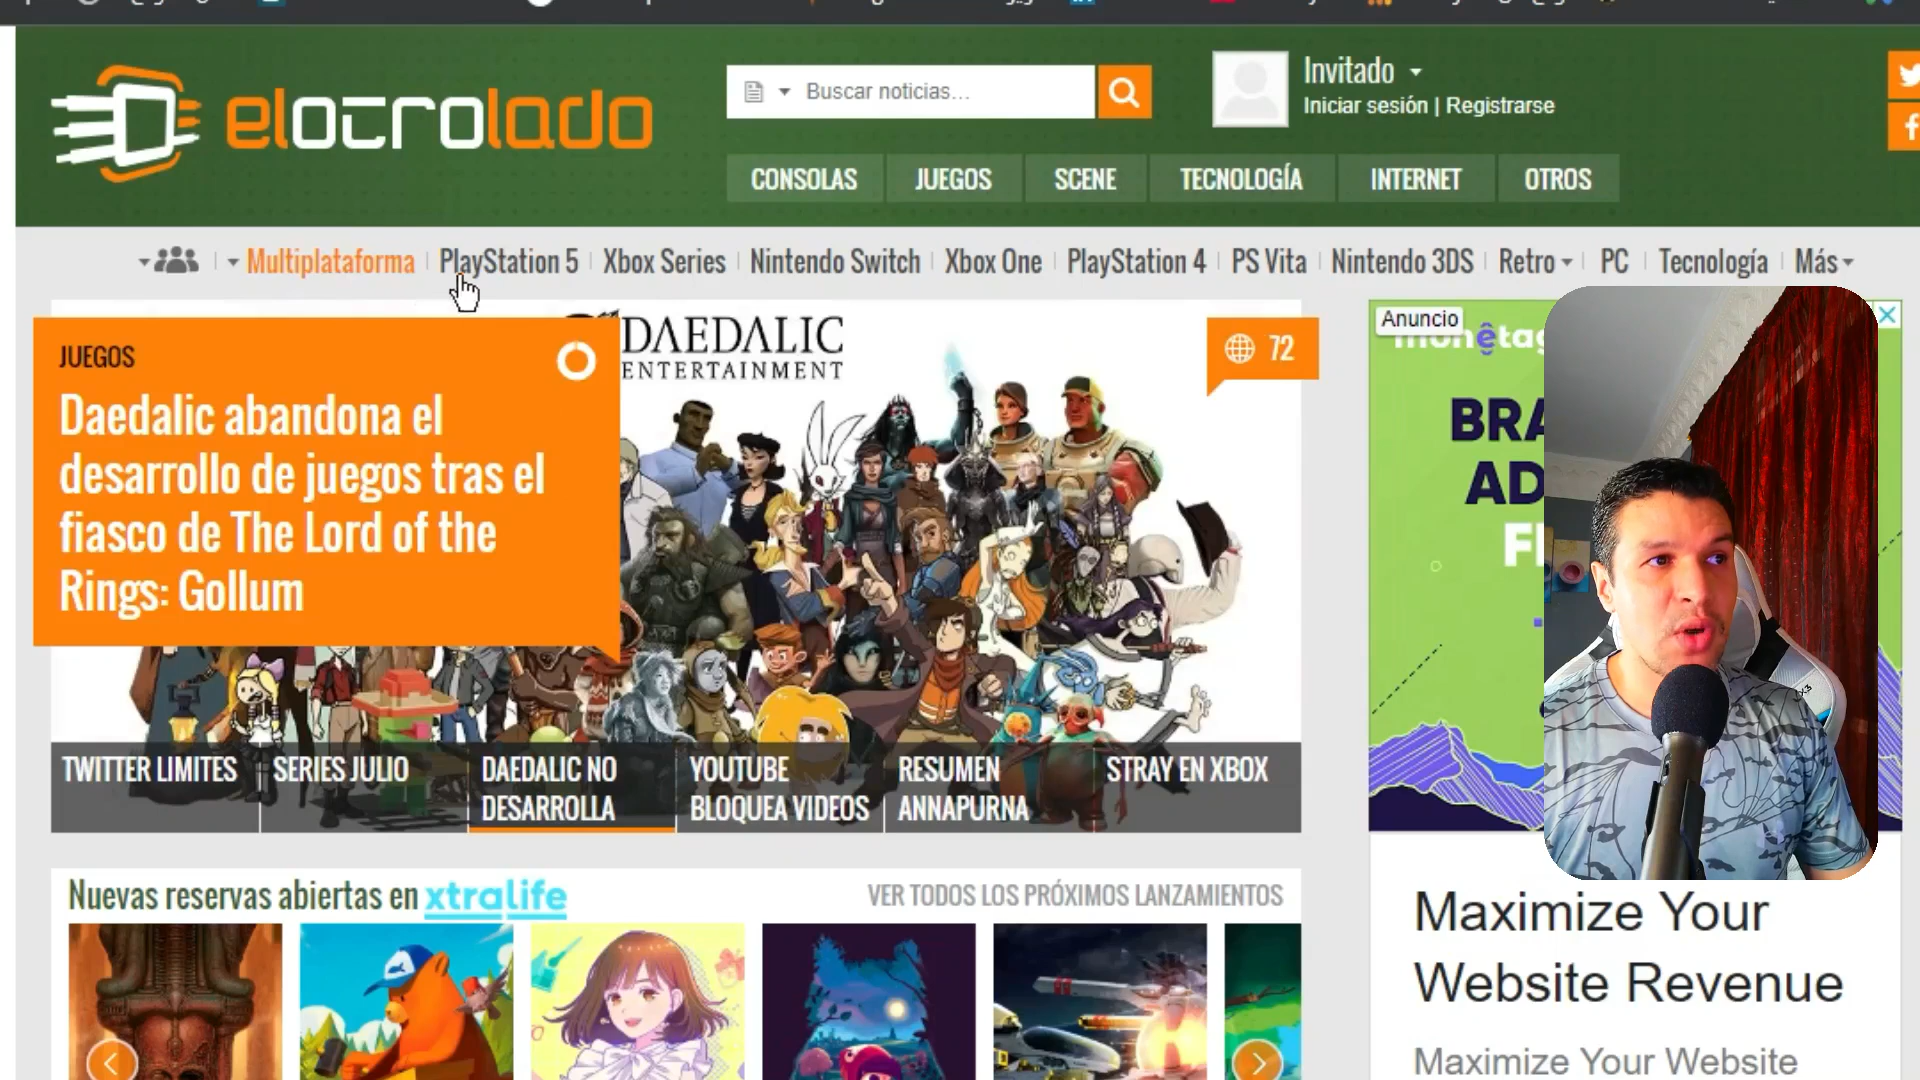 elotrolado
Buscar noticias...
Invitado
Iniciar sesión | Registrarse
CONSOLAS
JUEGOS
SCENE
TECNOLOGÍA
INTERNET
OTROS
Multiplataforma
PlayStation 5
Xbox Series
Nintendo Switch
Xbox One
PlayStation 4
PS Vita
Nintendo 3DS
Retro
PC
Tecnología
Más
JUEGOS
Daedalic abandona el
desarrollo de juegos tras el
fiasco de The Lord of the
Rings: Gollum
DAEDALIC
ENTERTAINMENT
72
TWITTER LIMITES
SERIES JULIO
DAEDALIC NO
DESARROLLA
YOUTUBE
BLOQUEA VIDEOS
RESUMEN
ANNAPURNA
STRAY EN XBOX
Anuncio
Nuevas reservas abiertas en xtralife
VER TODOS LOS PRÓXIMOS LANZAMIENTOS
Maximize Your
Website Revenue
Maximize Your Website